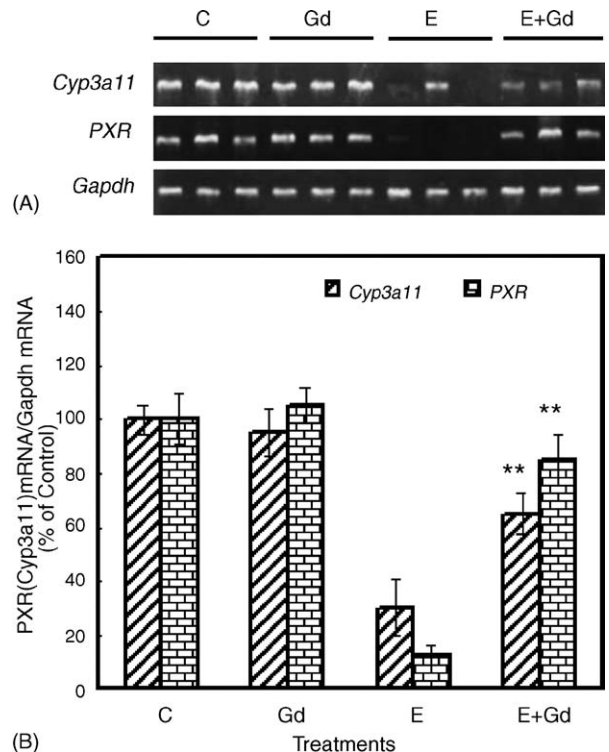 C Gd E E+Gd
Cyp3a11
PXR
Gapdh
(A)
160
140
120
100
80
60
40
20
0
PXR(Cyp3a11)mRNA/Gapdh mRNA
(% of Control)
Cyp3a11 PXR
**
**
C Gd E E+Gd
(B) Treatments